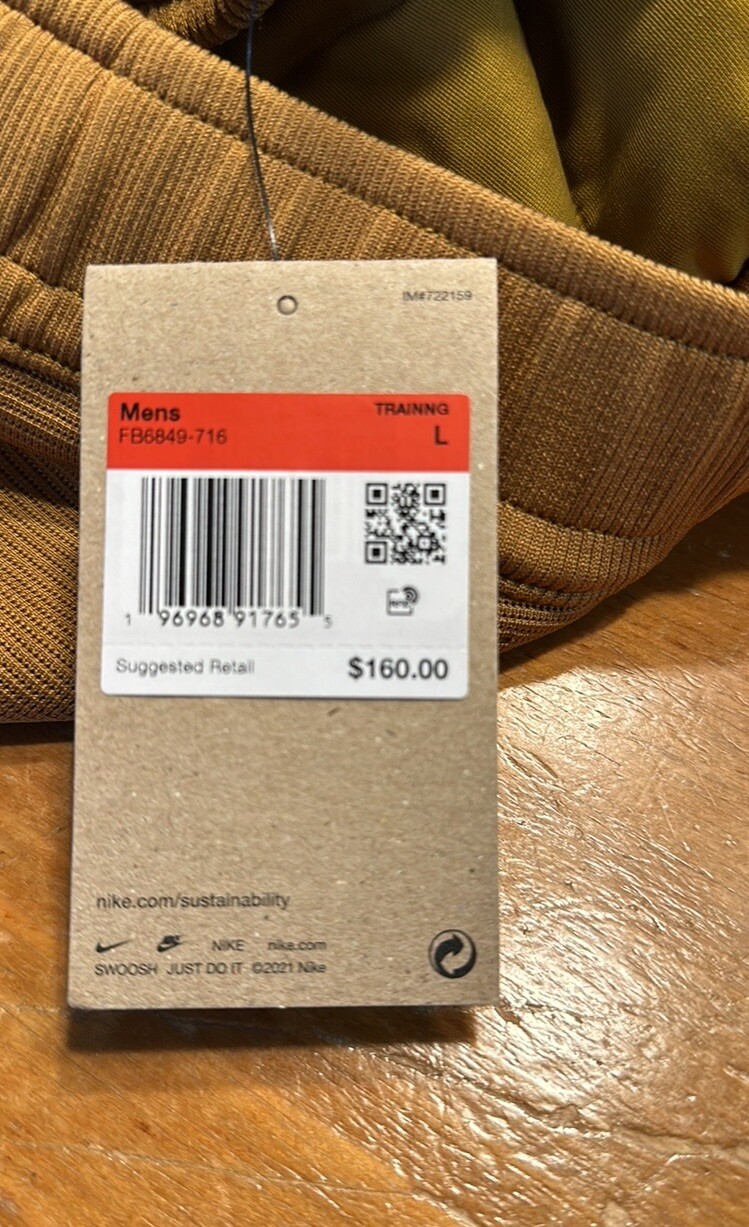 IM#722159
Mens TRAINNG
FB6849-716 L
1 96968 91765 5
Suggested Retail $160.00
nike.com/sustainability
NIKE nike.com
SWOOSH JUST DO IT ©2021 Nike